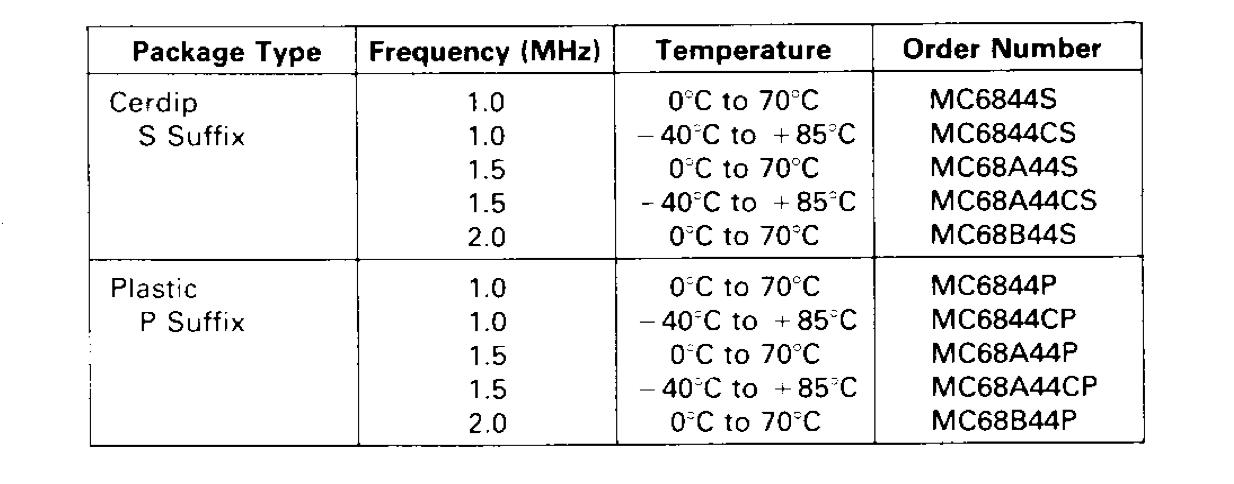 Package Type Frequency (MHz) Temperature Order Number
Cerdip 1.0 0°C to 70°C MC6844S
S Suffix 1.0 −40°C to +85°C MC6844CS
1.5 0°C to 70°C MC68A44S
1.5 -40°C to +85°C MC68A44CS
2.0 0°C to 70°C MC68B44S
Plastic 1.0 0°C to 70°C MC6844P
P Suffix 1.0 −40°C to +85°C MC6844CP
1.5 0°C to 70°C MC68A44P
1.5 −40°C to +85°C MC68A44CP
2.0 0°C to 70°C MC68B44P